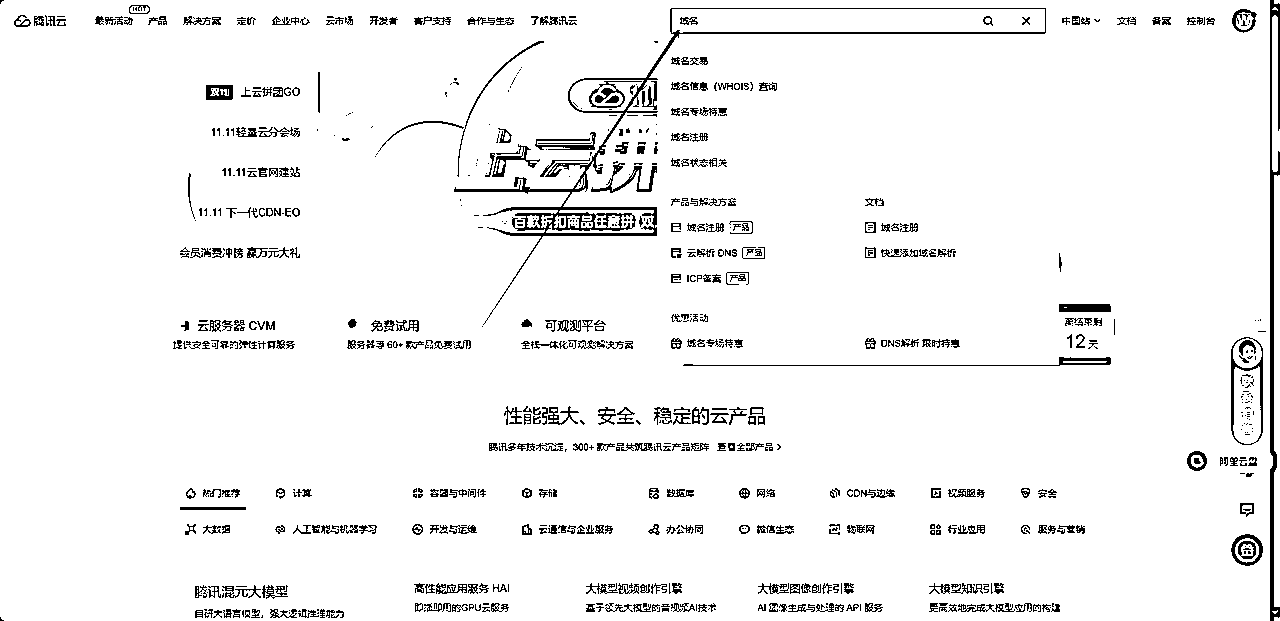 腾讯云 最新活动 HOT 产品 解决方案 定价 企业中心 云市场 开发者 客户支持 合作与生态 了解腾讯云 域名 中国站 文档 备案 控制台 W
域名交易
域名信息（WHOIS）查询
域名专场特惠
域名注册
域名状态相关
产品与解决方案 文档
域名注册 产品 域名注册
云解析 DNS 产品 快速添加域名解析
ICP备案 产品
优惠活动
域名专场特惠 DNS解析 限时特惠
上云拼团GO
11.11轻量云分会场
11.11云官网建站
11.11 下一代CDN-EO
会员消费冲榜 赢万元大礼
百款折扣商品任意拼 双
12天
云服务器 CVM 免费试用 可观测平台
提供安全可靠的弹性计算服务 服务器等 60+ 款产品免费试用 全栈一体化可观测解决方案
性能强大、安全、稳定的云产品
腾讯多年技术沉淀，300+ 款产品共筑腾讯云产品矩阵 查看全部产品
阿里云盘
热门推荐 计算 容器与中间件 存储 数据库 网络 CDN与边缘 视频服务 安全
大数据 人工智能与机器学习 开发与运维 云通信与企业服务 办公协同 微信生态 物联网 行业应用 服务与营销
腾讯混元大模型 高性能应用服务 HAI 大模型视频创作引擎 大模型图像创作引擎 大模型知识引擎
自研大语言模型，强大逻辑推理能力 即插即用的GPU云服务 基于领先大模型的音视频AI技术 AI 图像生成与处理的 API 服务 更高效地完成大模型应用的构建